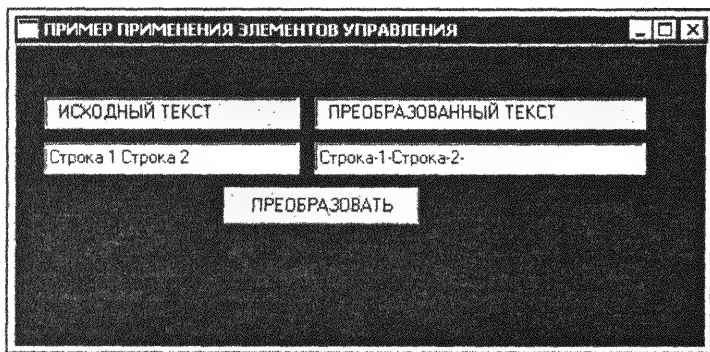 ПРИМЕР ПРИМЕНЕНИЯ ЭЛЕМЕНТОВ УПРАВЛЕНИЯ
ИСХОДНЫЙ ТЕКСТ ПРЕОБРАЗОВАННЫЙ ТЕКСТ
Строка 1 Строка 2 Строка-1-Строка-2-
ПРЕОБРАЗОВАТЬ